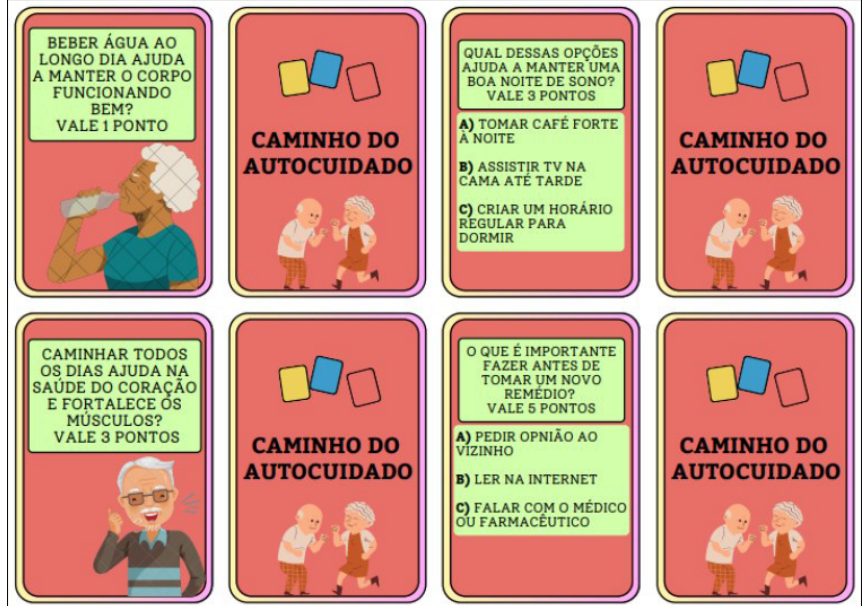 BEBER ÁGUA AO
LONGO DIA AJUDA
A MANTER O CORPO
FUNCIONANDO
BEM?
VALE 1 PONTO
CAMINHO DO
AUTOCUIDADO
QUAL DESSAS OPÇÕES
AJUDA A MANTER UMA
BOA NOITE DE SONO?
VALE 3 PONTOS
A) TOMAR CAFÉ FORTE
À NOITE
B) ASSISTIR TV NA
CAMA ATÉ TARDE
C) CRIAR UM HORÁRIO
REGULAR PARA
DORMIR
CAMINHO DO
AUTOCUIDADO
CAMINHAR TODOS
OS DIAS AJUDA NA
SAÚDE DO CORAÇÃO
E FORTALECE OS
MÚSCULOS?
VALE 3 PONTOS
CAMINHO DO
AUTOCUIDADO
O QUE É IMPORTANTE
FAZER ANTES DE
TOMAR UM NOVO
REMÉDIO?
VALE 5 PONTOS
A) PEDIR OPNIÃO AO
VIZINHO
B) LER NA INTERNET
C) FALAR COM O MÉDICO
OU FARMACÊUTICO
CAMINHO DO
AUTOCUIDADO